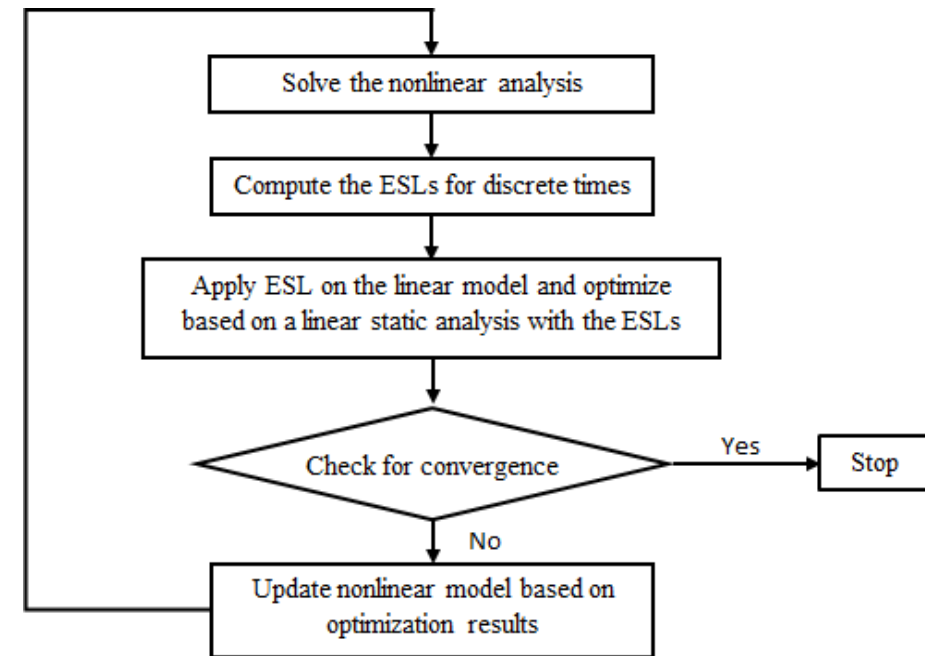 Solve the nonlinear analysis
Compute the ESLs for discrete times
Apply ESL on the linear model and optimize
based on a linear static analysis with the ESLs
Check for convergence
Yes
Stop
No
Update nonlinear model based on
optimization results